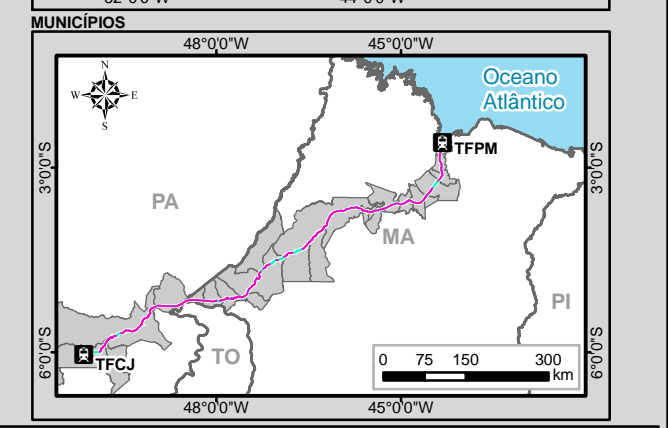 MUNICÍPIOS
48°0'0"W 45°0'0"W
N
W E
S
Oceano
Atlântico
TFPM
3°0'0"S 3°0'0"S
PA
MA
PI
TO
TFCJ
6°0'0"S 6°0'0"S
0 75 150 300
km
48°0'0"W 45°0'0"W